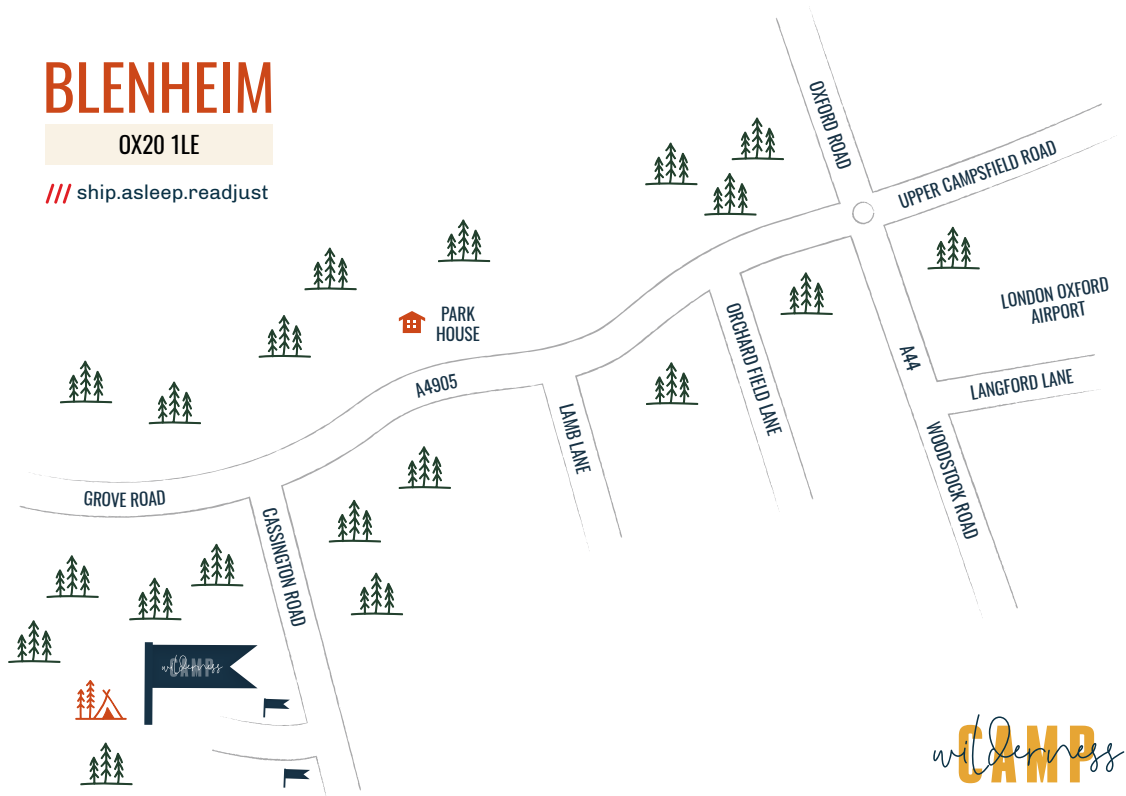 BLENHEIM
OX20 1LE
/// ship.asleep.readjust
OXFORD ROAD
UPPER CAMPSFIELD ROAD
LONDON OXFORD
AIRPORT
PARK
HOUSE
ORCHARD FIELD LANE
A44
LANGFORD LANE
A4905
LAMB LANE
WOODSTOCK ROAD
GROVE ROAD
CASSINGTON ROAD
wilderness
CAMP
wilderness
CAMP